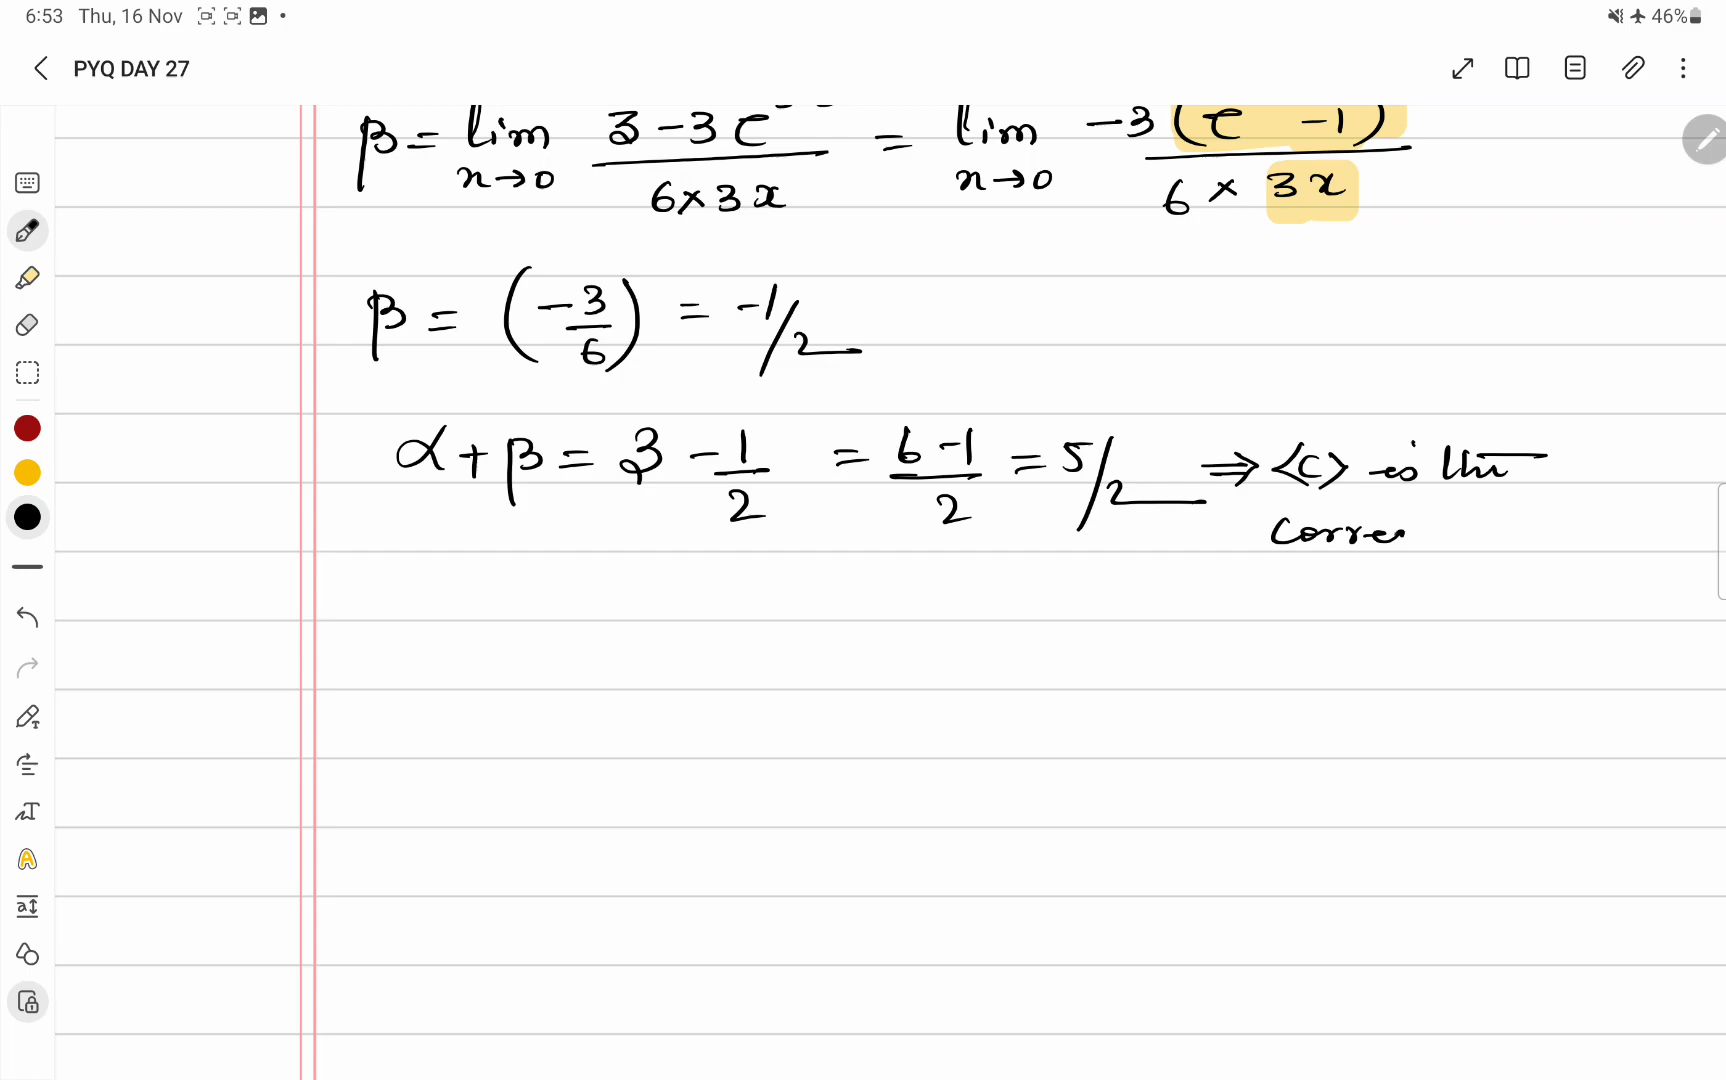 6:53 Thu, 16 Nov 46%
PYQ DAY 27
β = lim x→0 3 - 3e / 6×3x = lim x→0 -3(e -1) / 6 × 3x
β = (-3/6) = -1/2
α + β = 3 - 1/2 = 6-1/2 = 5/2 ⇒ <C> is the
Correc